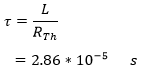 τ = L / R_Th
= 2.86 * 10^-5 s